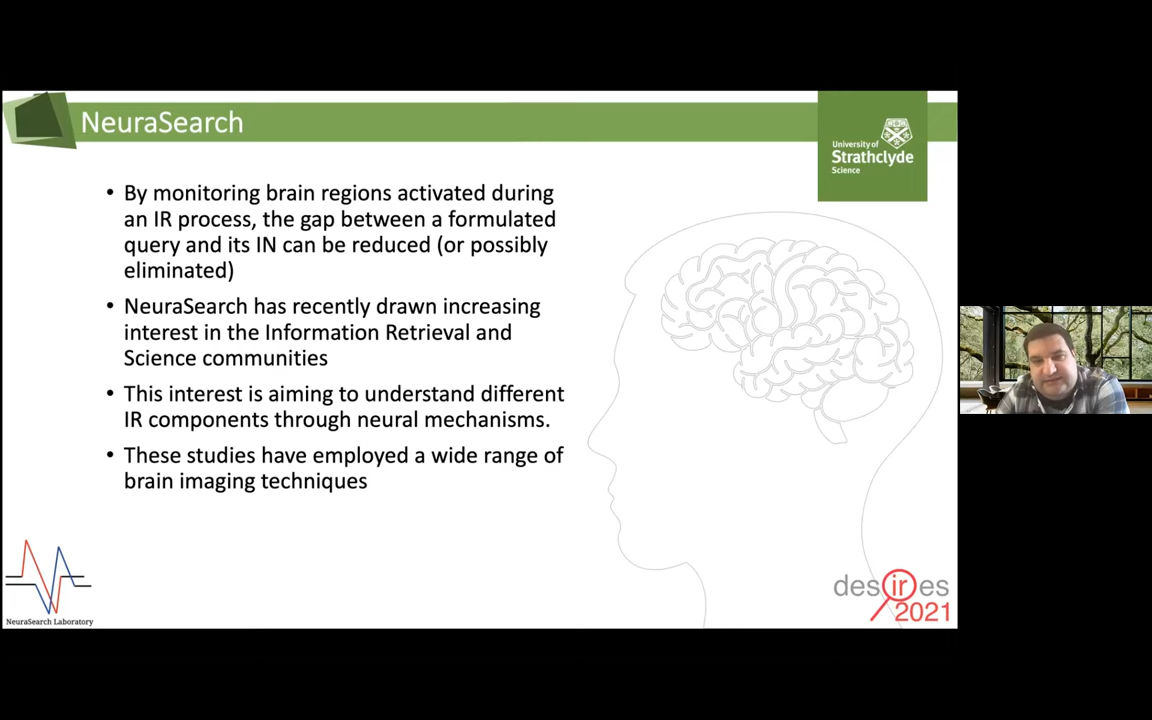 NeuraSearch
University of
Strathclyde
Science
• By monitoring brain regions activated during
an IR process, the gap between a formulated
query and its IN can be reduced (or possibly
eliminated)
• NeuraSearch has recently drawn increasing
interest in the Information Retrieval and
Science communities
• This interest is aiming to understand different
IR components through neural mechanisms.
• These studies have employed a wide range of
brain imaging techniques
NeuraSearch Laboratory
desires
2021